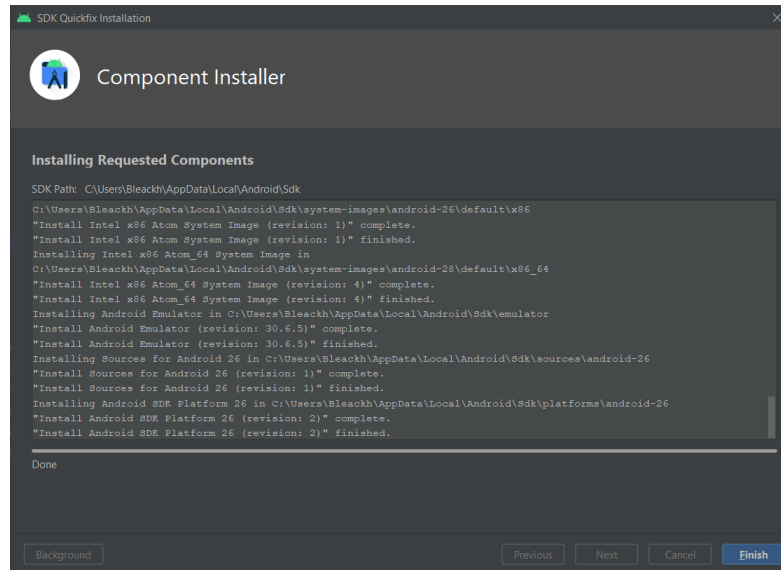 SDK Quickfix Installation
Component Installer
Installing Requested Components
SDK Path: C:\Users\Bleackh\AppData\Local\Android\Sdk
C:\Users\Bleackh\AppData\Local\Android\Sdk\system-images\android-26\default\x86
"Install Intel x86 Atom System Image (revision: 1)" complete.
"Install Intel x86 Atom System Image (revision: 1)" finished.
Installing Intel x86 Atom_64 System Image in
C:\Users\Bleackh\AppData\Local\Android\Sdk\system-images\android-28\default\x86_64
"Install Intel x86 Atom_64 System Image (revision: 4)" complete.
"Install Intel x86 Atom_64 System Image (revision: 4)" finished.
Installing Android Emulator in C:\Users\Bleackh\AppData\Local\Android\Sdk\emulator
"Install Android Emulator (revision: 30.6.5)" complete.
"Install Android Emulator (revision: 30.6.5)" finished.
Installing Sources for Android 26 in C:\Users\Bleackh\AppData\Local\Android\Sdk\sources\android-26
"Install Sources for Android 26 (revision: 1)" complete.
"Install Sources for Android 26 (revision: 1)" finished.
Installing Android SDK Platform 26 in C:\Users\Bleackh\AppData\Local\Android\Sdk\platforms\android-26
"Install Android SDK Platform 26 (revision: 2)" complete.
"Install Android SDK Platform 26 (revision: 2)" finished.
Done
Background Previous Next Cancel Finish